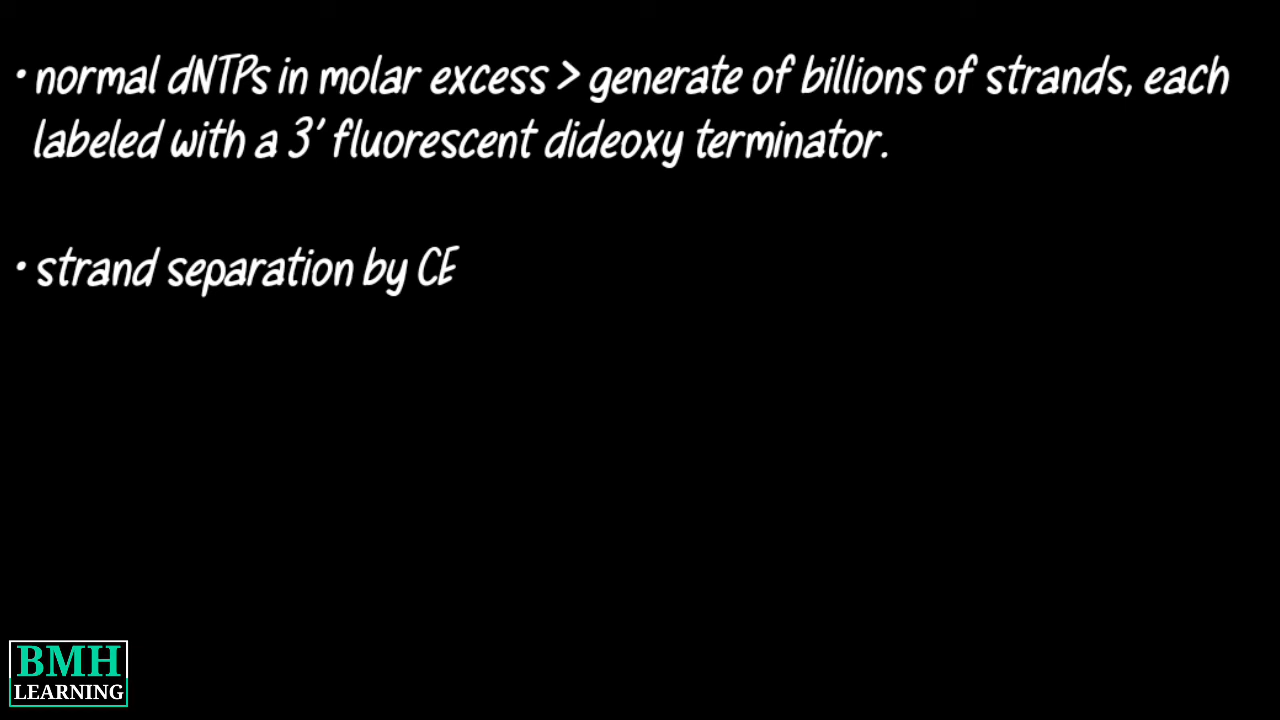 • normal dNTPs in molar excess > generate of billions of strands, each
labeled with a 3' fluorescent dideoxy terminator.
• strand separation by CE
BMH
LEARNING